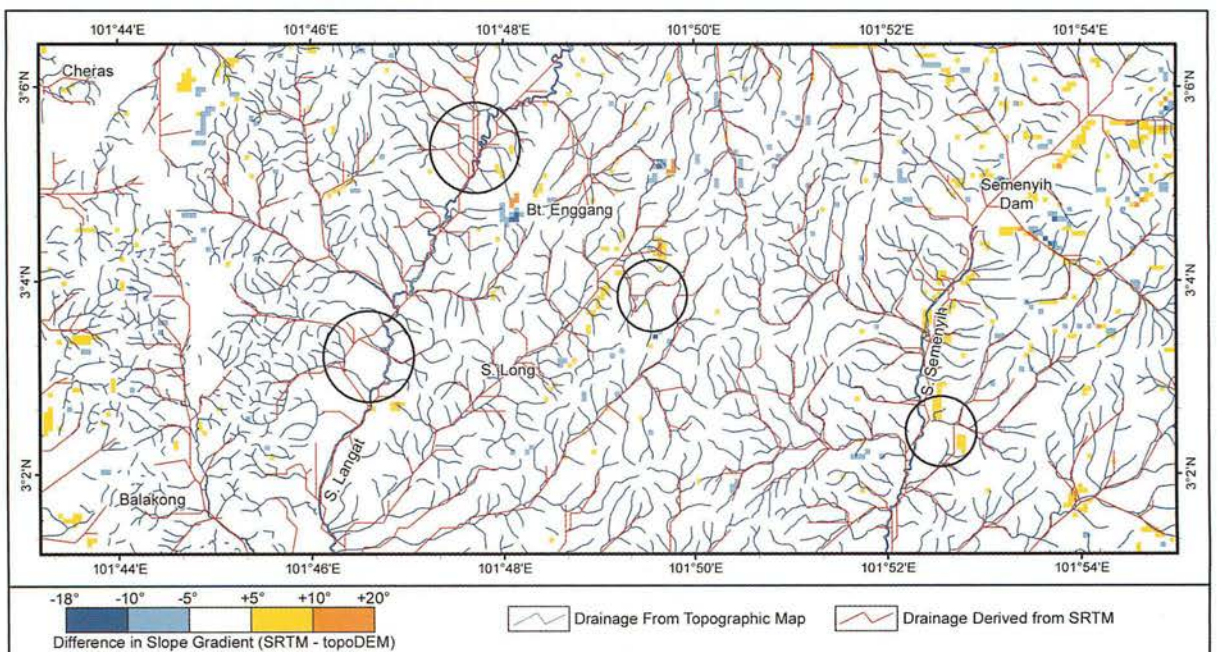 101°44'E 101°46'E 101°48'E 101°50'E 101°52'E 101°54'E
3°6'N
Cheras
3°6'N
Semenyih
Dam
Bt. Enggang
3°4'N
3°4'N
S. Semenyih
S. Long
S. Langat
3°2'N
3°2'N
Balakong
101°44'E 101°46'E 101°48'E 101°50'E 101°52'E 101°54'E
-18° -10° -5° +5° +10° +20°
Difference in Slope Gradient (SRTM - topoDEM)
Drainage From Topographic Map
Drainage Derived from SRTM